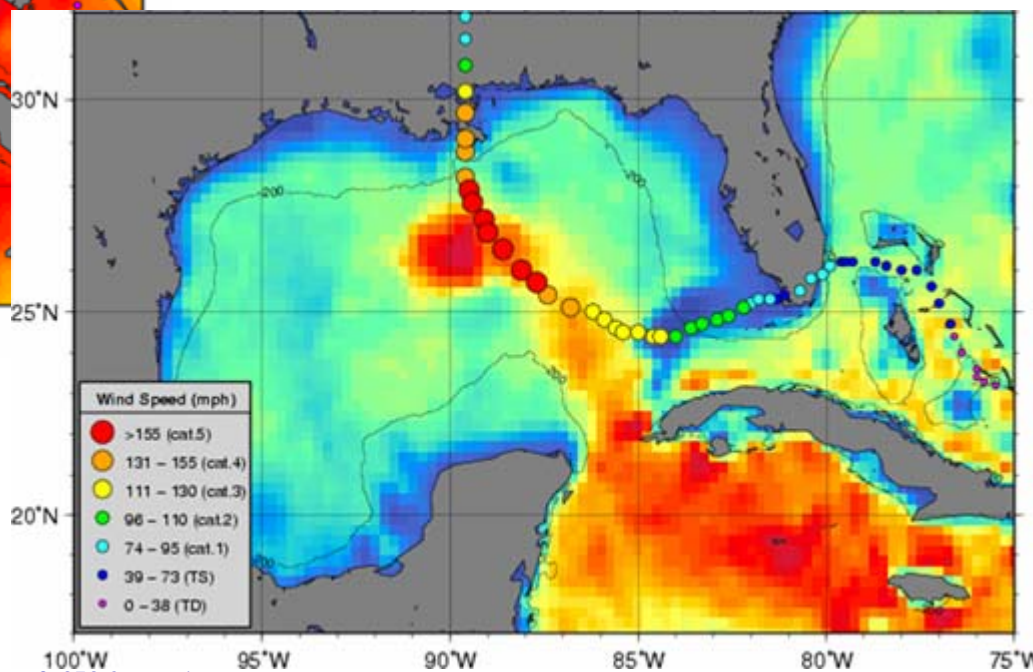 30°N
25°N
20°N
-200
-200
Wind Speed (mph)
>155 (cat.5)
131 – 155 (cat.4)
111 – 130 (cat.3)
96 – 110 (cat.2)
74 – 95 (cat.1)
39 – 73 (TS)
0 – 38 (TD)
100°W 95°W 90°W 85°W 80°W 75°W